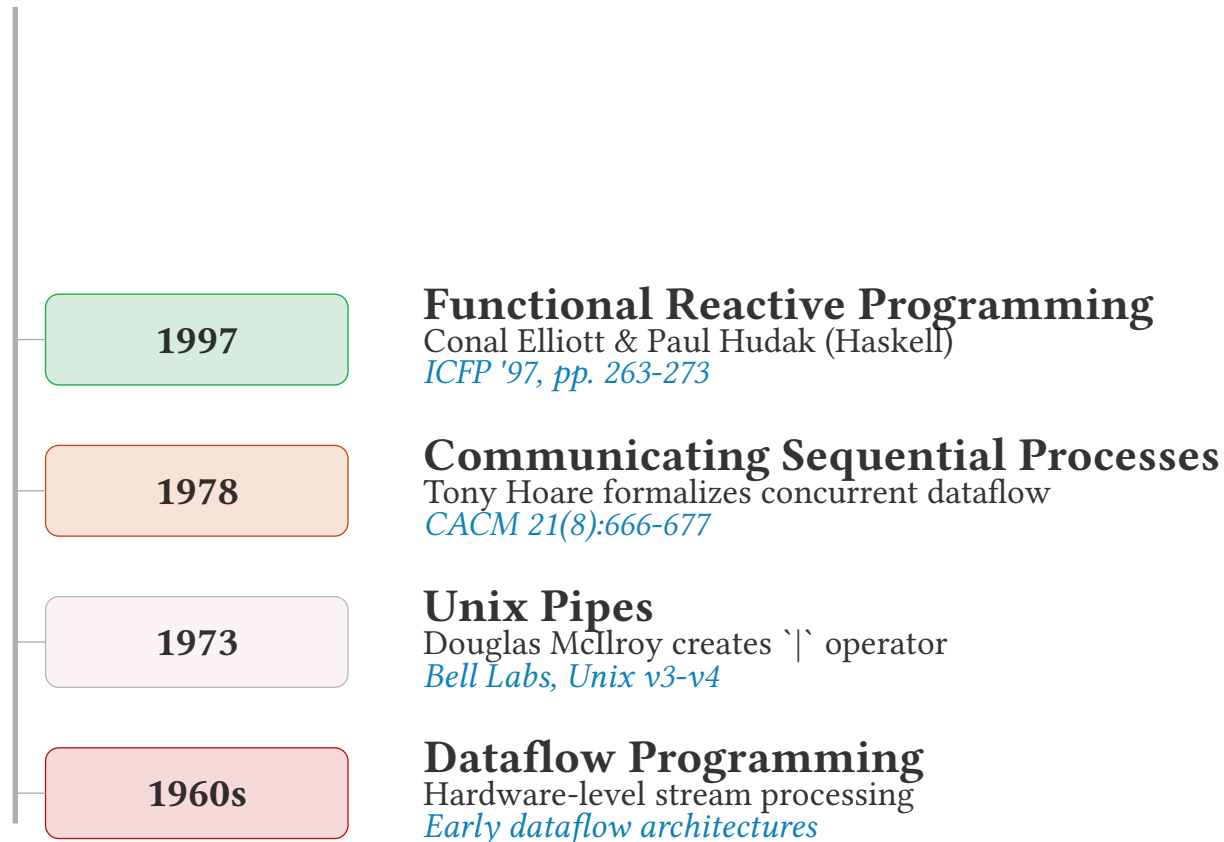 1997
Functional Reactive Programming
Conal Elliott & Paul Hudak (Haskell)
ICFP '97, pp. 263-273
1978
Communicating Sequential Processes
Tony Hoare formalizes concurrent dataflow
CACM 21(8):666-677
1973
Unix Pipes
Douglas McIlroy creates `|` operator
Bell Labs, Unix v3-v4
1960s
Dataflow Programming
Hardware-level stream processing
Early dataflow architectures